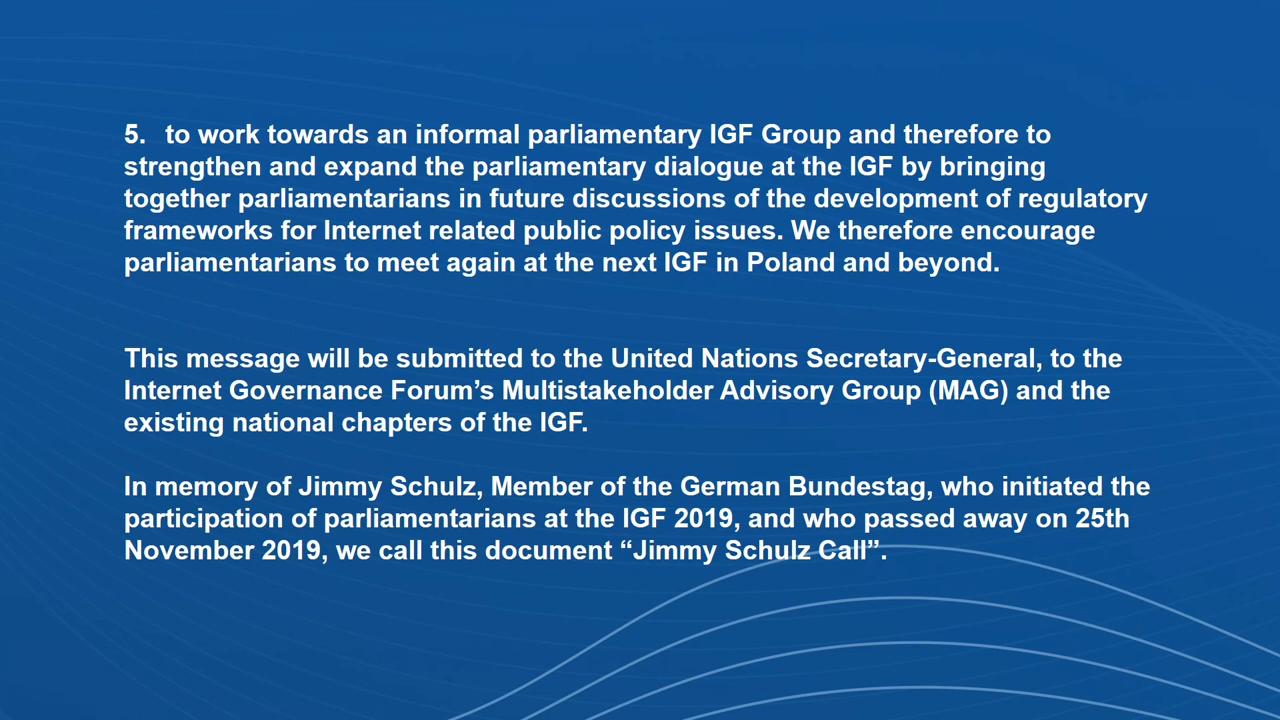 5. to work towards an informal parliamentary IGF Group and therefore to
strengthen and expand the parliamentary dialogue at the IGF by bringing
together parliamentarians in future discussions of the development of regulatory
frameworks for Internet related public policy issues. We therefore encourage
parliamentarians to meet again at the next IGF in Poland and beyond.
This message will be submitted to the United Nations Secretary-General, to the
Internet Governance Forum’s Multistakeholder Advisory Group (MAG) and the
existing national chapters of the IGF.
In memory of Jimmy Schulz, Member of the German Bundestag, who initiated the
participation of parliamentarians at the IGF 2019, and who passed away on 25th
November 2019, we call this document “Jimmy Schulz Call”.